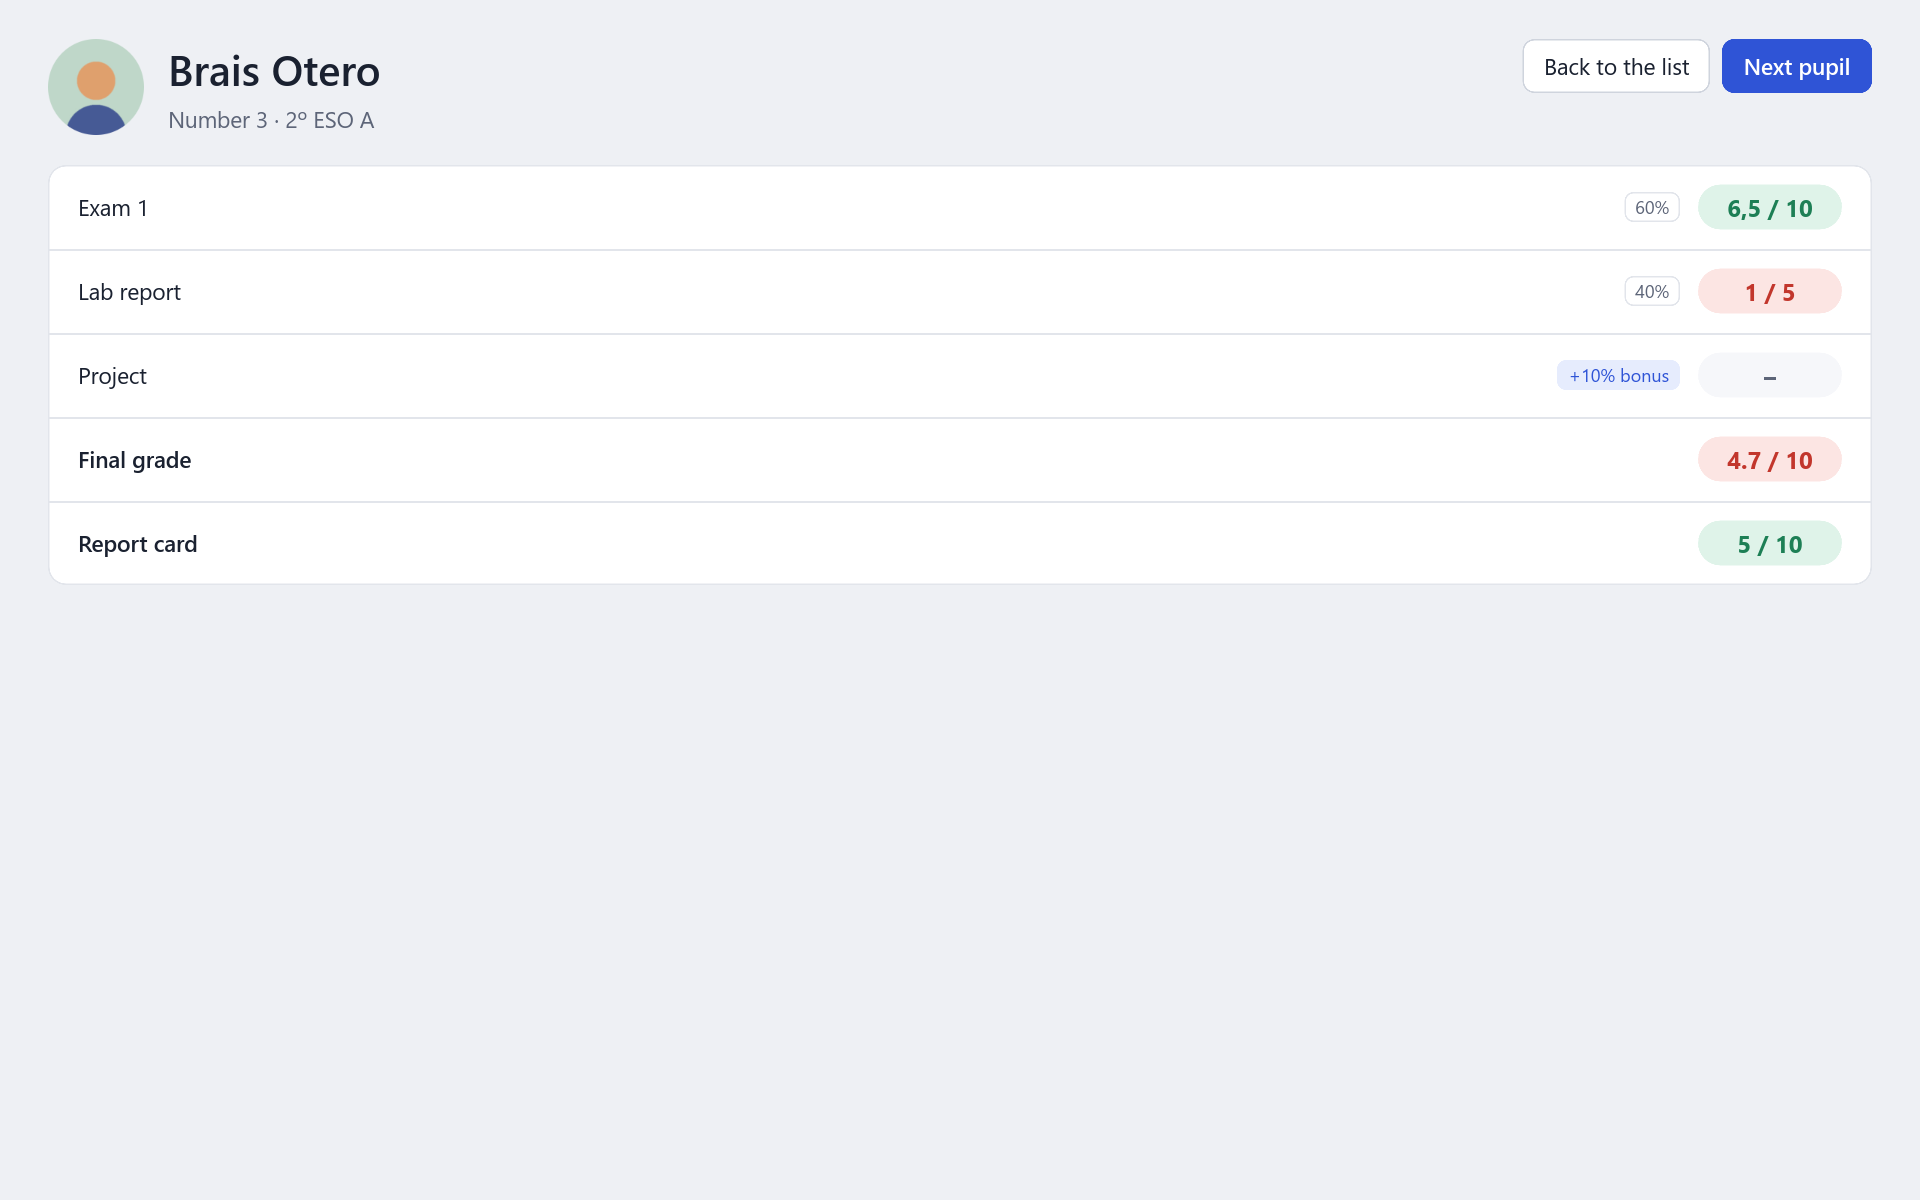 Brais Otero
Number 3 · 2º ESO A
Back to the list
Next pupil
Exam 1
60%
6,5 / 10
Lab report
40%
1 / 5
Project
+10% bonus
–
Final grade
4.7 / 10
Report card
5 / 10